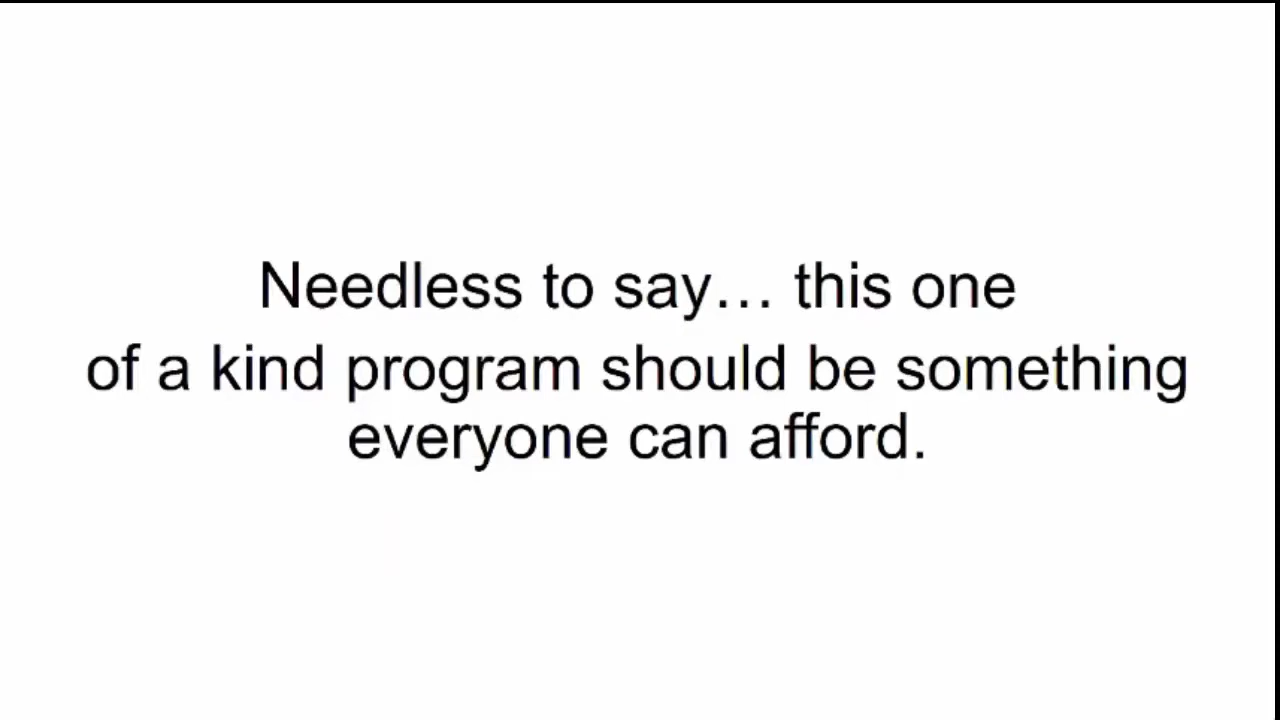 Needless to say… this one
of a kind program should be something
everyone can afford.